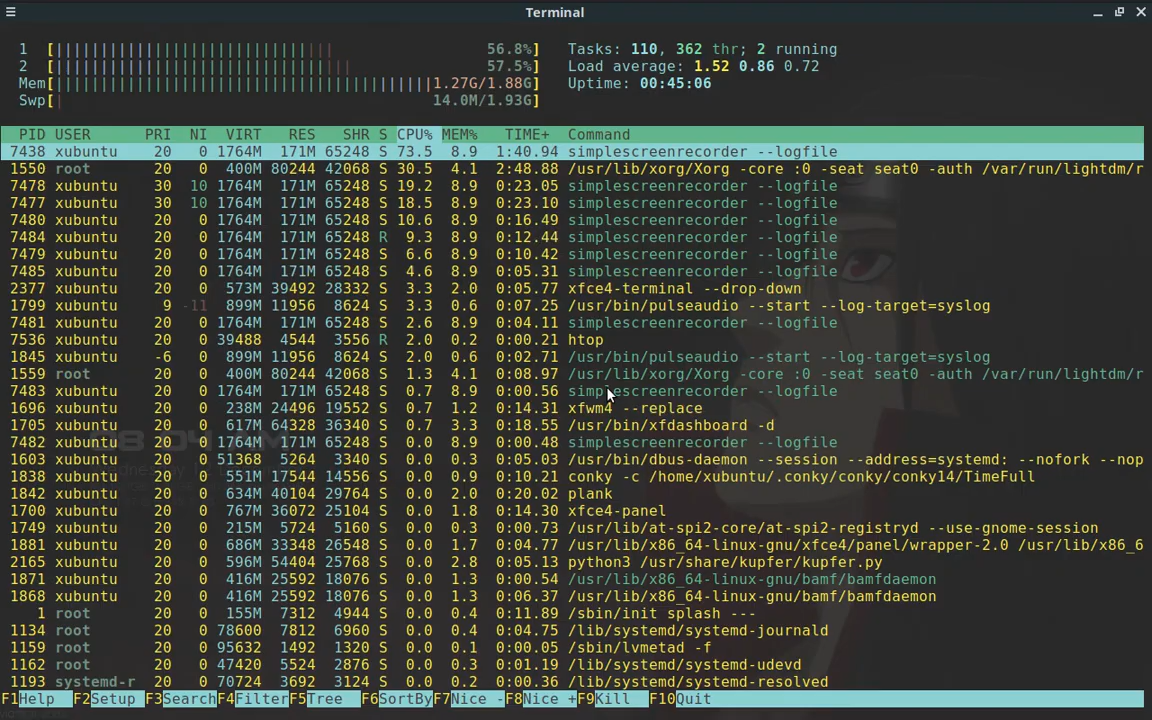 Terminal
1 [ 56.8%] Tasks: 110, 362 thr; 2 running
2 [ 57.5%] Load average: 1.52 0.86 0.72
Mem[ 1.27G/1.88G] Uptime: 00:45:06
Swp[ 14.0M/1.93G]
PID USER PRI NI VIRT RES SHR S CPU% MEM% TIME+ Command
7438 xubuntu 20 0 1764M 171M 65248 S 73.5 8.9 1:40.94 simplescreenrecorder --logfile
1550 root 20 0 400M 80244 42068 S 30.5 4.1 2:48.88 /usr/lib/xorg/Xorg -core :0 -seat seat0 -auth /var/run/lightdm/r
7478 xubuntu 30 10 1764M 171M 65248 S 19.2 8.9 0:23.05 simplescreenrecorder --logfile
7477 xubuntu 30 10 1764M 171M 65248 S 18.5 8.9 0:23.10 simplescreenrecorder --logfile
7480 xubuntu 20 0 1764M 171M 65248 S 10.6 8.9 0:16.49 simplescreenrecorder --logfile
7484 xubuntu 20 0 1764M 171M 65248 R 9.3 8.9 0:12.44 simplescreenrecorder --logfile
7479 xubuntu 20 0 1764M 171M 65248 S 6.6 8.9 0:10.42 simplescreenrecorder --logfile
7485 xubuntu 20 0 1764M 171M 65248 S 4.6 8.9 0:05.31 simplescreenrecorder --logfile
2377 xubuntu 20 0 573M 39492 28332 S 3.3 2.0 0:05.77 xfce4-terminal --drop-down
1799 xubuntu 9 -11 899M 11956 8624 S 3.3 0.6 0:07.25 /usr/bin/pulseaudio --start --log-target=syslog
7481 xubuntu 20 0 1764M 171M 65248 S 2.6 8.9 0:04.11 simplescreenrecorder --logfile
7536 xubuntu 20 0 39488 4544 3556 R 2.0 0.2 0:00.21 htop
1845 xubuntu -6 0 899M 11956 8624 S 2.0 0.6 0:02.71 /usr/bin/pulseaudio --start --log-target=syslog
1559 root 20 0 400M 80244 42068 S 1.3 4.1 0:08.97 /usr/lib/xorg/Xorg -core :0 -seat seat0 -auth /var/run/lightdm/r
7483 xubuntu 20 0 1764M 171M 65248 S 0.7 8.9 0:00.56 simplescreenrecorder --logfile
1696 xubuntu 20 0 238M 24496 19552 S 0.7 1.2 0:14.31 xfwm4 --replace
1705 xubuntu 20 0 617M 64328 36340 S 0.7 3.3 0:18.55 /usr/bin/xfdashboard -d
7482 xubuntu 20 0 1764M 171M 65248 S 0.0 8.9 0:00.48 simplescreenrecorder --logfile
1603 xubuntu 20 0 51368 5264 3340 S 0.0 0.3 0:05.03 /usr/bin/dbus-daemon --session --address=systemd: --nofork --nop
1838 xubuntu 20 0 551M 17544 14556 S 0.0 0.9 0:10.21 conky -c /home/xubuntu/.conky/conky/conky14/TimeFull
1842 xubuntu 20 0 634M 40104 29764 S 0.0 2.0 0:20.02 plank
1700 xubuntu 20 0 767M 36072 25104 S 0.0 1.8 0:14.30 xfce4-panel
1749 xubuntu 20 0 215M 5724 5160 S 0.0 0.3 0:00.73 /usr/lib/at-spi2-core/at-spi2-registryd --use-gnome-session
1881 xubuntu 20 0 686M 33348 26548 S 0.0 1.7 0:04.77 /usr/lib/x86_64-linux-gnu/xfce4/panel/wrapper-2.0 /usr/lib/x86_6
2165 xubuntu 20 0 596M 54404 25768 S 0.0 2.8 0:05.13 python3 /usr/share/kupfer/kupfer.py
1871 xubuntu 20 0 416M 25592 18076 S 0.0 1.3 0:00.54 /usr/lib/x86_64-linux-gnu/bamf/bamfdaemon
1868 xubuntu 20 0 416M 25592 18076 S 0.0 1.3 0:06.37 /usr/lib/x86_64-linux-gnu/bamf/bamfdaemon
1 root 20 0 155M 7312 4944 S 0.0 0.4 0:11.89 /sbin/init splash ---
1134 root 20 0 78600 7812 6960 S 0.0 0.4 0:04.75 /lib/systemd/systemd-journald
1159 root 20 0 95632 1492 1320 S 0.0 0.1 0:00.05 /sbin/lvmetad -f
1162 root 20 0 47420 5524 2876 S 0.0 0.3 0:01.19 /lib/systemd/systemd-udevd
1193 systemd-r 20 0 70724 3692 3124 S 0.0 0.2 0:00.36 /lib/systemd/systemd-resolved
F1Help F2Setup F3Search F4Filter F5Tree F6SortBy F7Nice - F8Nice + F9Kill F10Quit